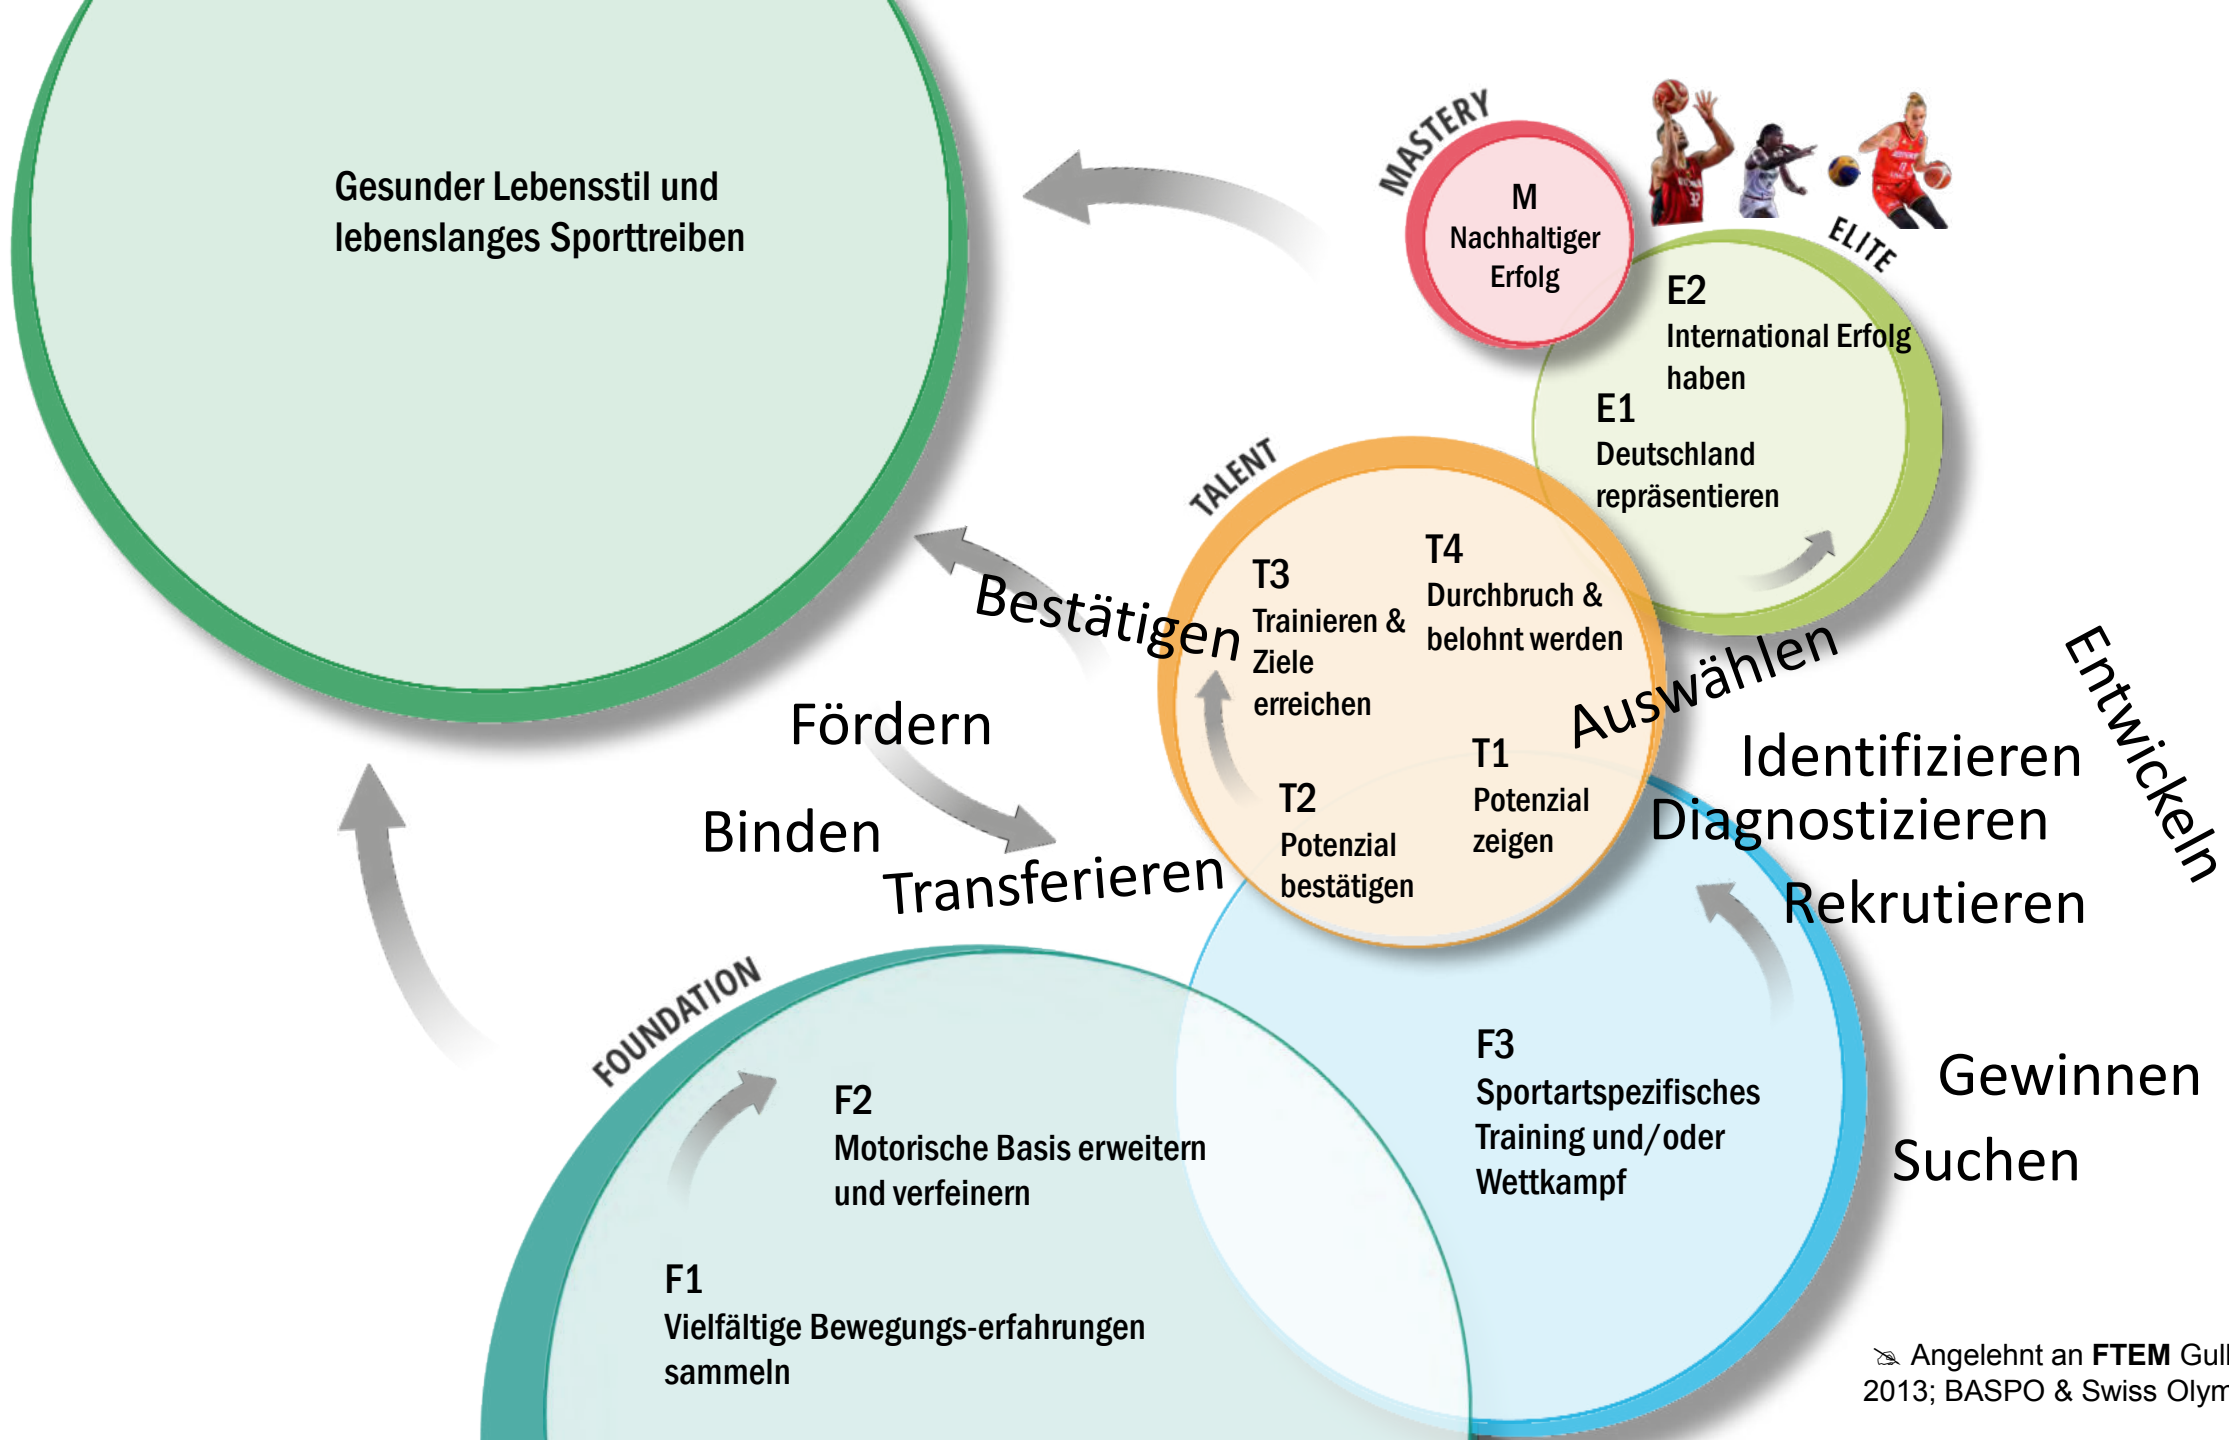 Gesunder Lebensstil und
lebenslanges Sporttreiben
MASTERY
M
Nachhaltiger
Erfolg
ELITE
E2
International Erfolg
haben
E1
Deutschland
repräsentieren
TALENT
T4
Durchbruch &
belohnt werden
T3
Trainieren &
Ziele
erreichen
Bestätigen
Auswählen
Entwickeln
Fördern
Identifizieren
T1
Potenzial
zeigen
T2
Potenzial
bestätigen
Diagnostizieren
Binden
Transferieren
Rekrutieren
FOUNDATION
F3
Sportartspezifisches
Training und/oder
Wettkampf
Gewinnen
Suchen
F2
Motorische Basis erweitern
und verfeinern
F1
Vielfältige Bewegungs-erfahrungen
sammeln
Angelehnt an FTEM
2013; BASPO & Swiss